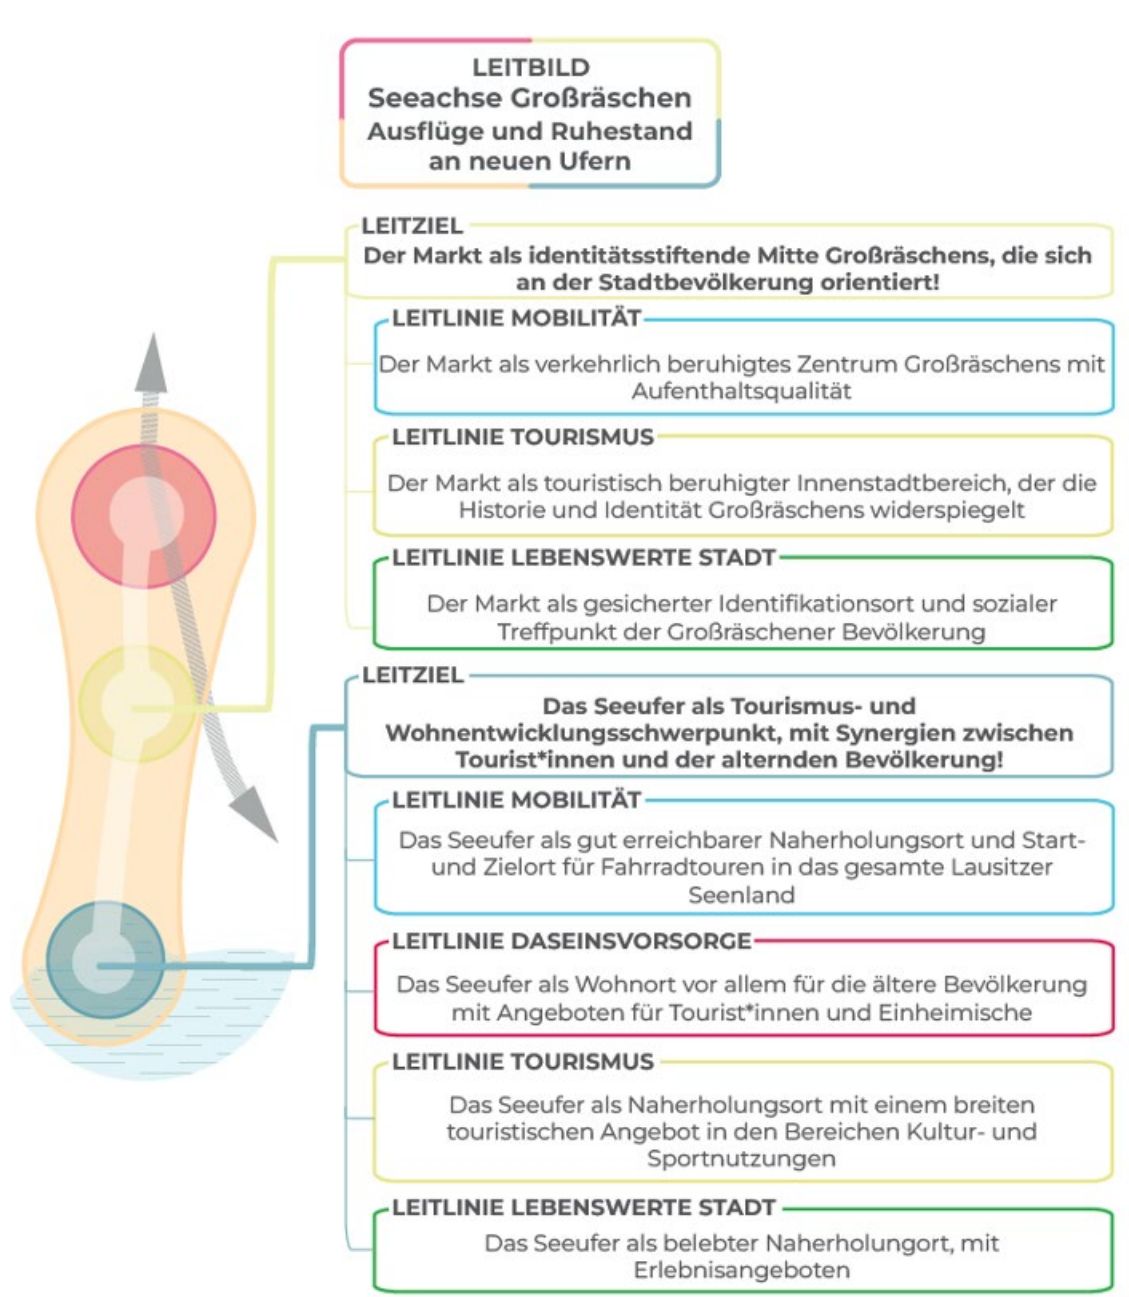 LEITBILD
Seeachse Großräschen
Ausflüge und Ruhestand
an neuen Ufern
LEITZIEL
Der Markt als identitätsstiftende Mitte Großräschens, die sich
an der Stadtbevölkerung orientiert!
LEITLINIE MOBILITÄT
Der Markt als verkehrlich beruhigtes Zentrum Großräschens mit
Aufenthaltsqualität
LEITLINIE TOURISMUS
Der Markt als touristisch beruhigter Innenstadtbereich, der die
Historie und Identität Großräschens widerspiegelt
LEITLINIE LEBENSWERTE STADT
Der Markt als gesicherter Identifikationsort und sozialer
Treffpunkt der Großräschener Bevölkerung
LEITZIEL
Das Seeufer als Tourismus- und
Wohnentwicklungsschwerpunkt, mit Synergien zwischen
Tourist*innen und der alternden Bevölkerung!
LEITLINIE MOBILITÄT
Das Seeufer als gut erreichbarer Naherholungsort und Start-
und Zielort für Fahrradtouren in das gesamte Lausitzer
Seenland
LEITLINIE DASEINSVORSORGE
Das Seeufer als Wohnort vor allem für die ältere Bevölkerung
mit Angeboten für Tourist*innen und Einheimische
LEITLINIE TOURISMUS
Das Seeufer als Naherholungsort mit einem breiten
touristischen Angebot in den Bereichen Kultur- und
Sportnutzungen
LEITLINIE LEBENSWERTE STADT
Das Seeufer als belebter Naherholungort, mit
Erlebnisangeboten